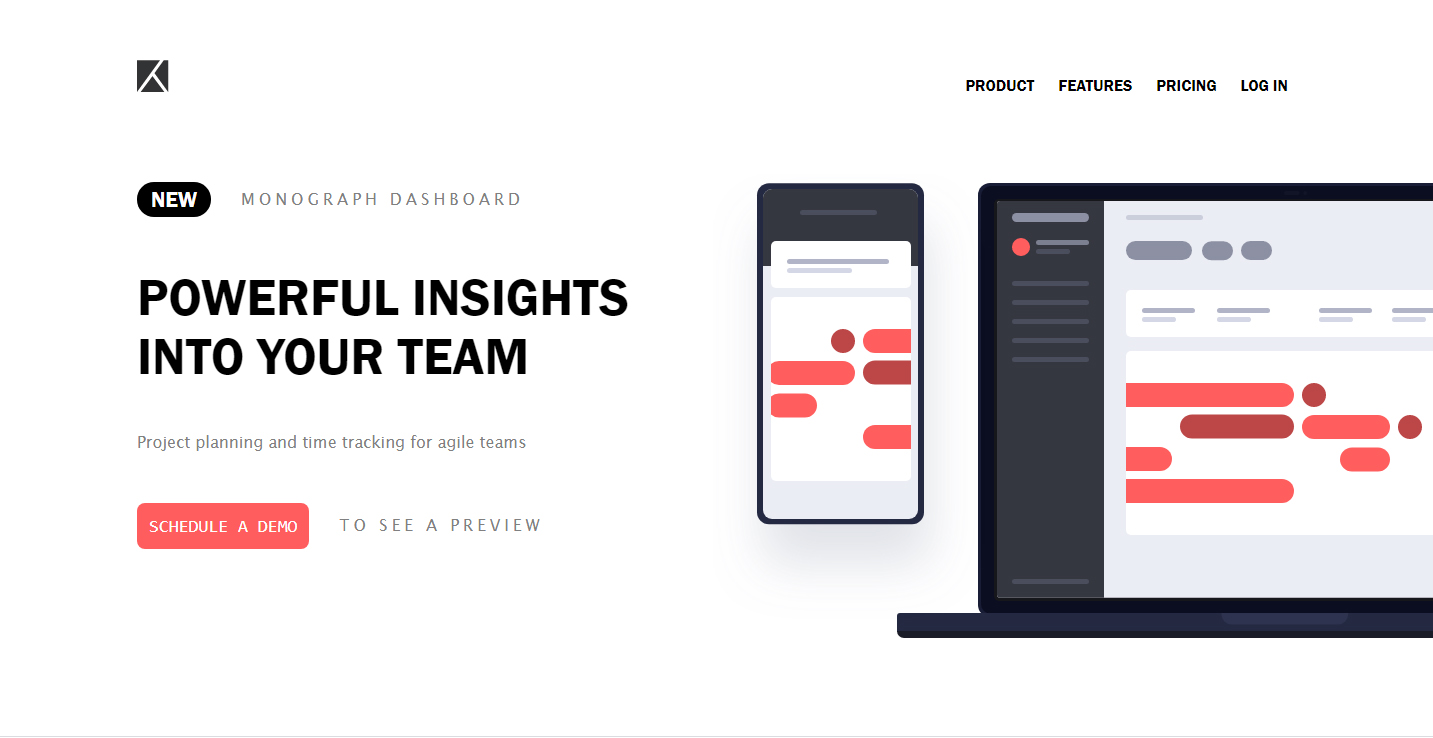 PRODUCT FEATURES PRICING LOG IN
NEW MONOGRAPH DASHBOARD
POWERFUL INSIGHTS
INTO YOUR TEAM
Project planning and time tracking for agile teams
SCHEDULE A DEMO TO SEE A PREVIEW